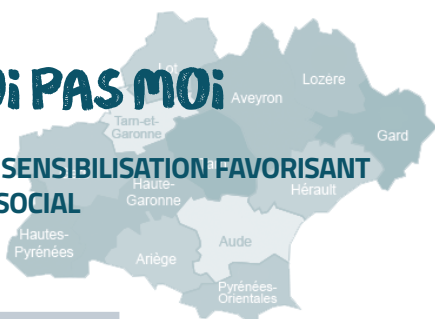 Lot
Lozère
Oi PAS MOi
Aveyron
Tarn-et-
Garonne
Gard
SENSIBILISATION FAVORISANT
Haute-
Garonne
Hérault
SOCIAL
Hautes-
Pyrénées
Aude
Ariège
Pyrénées-
Orientales